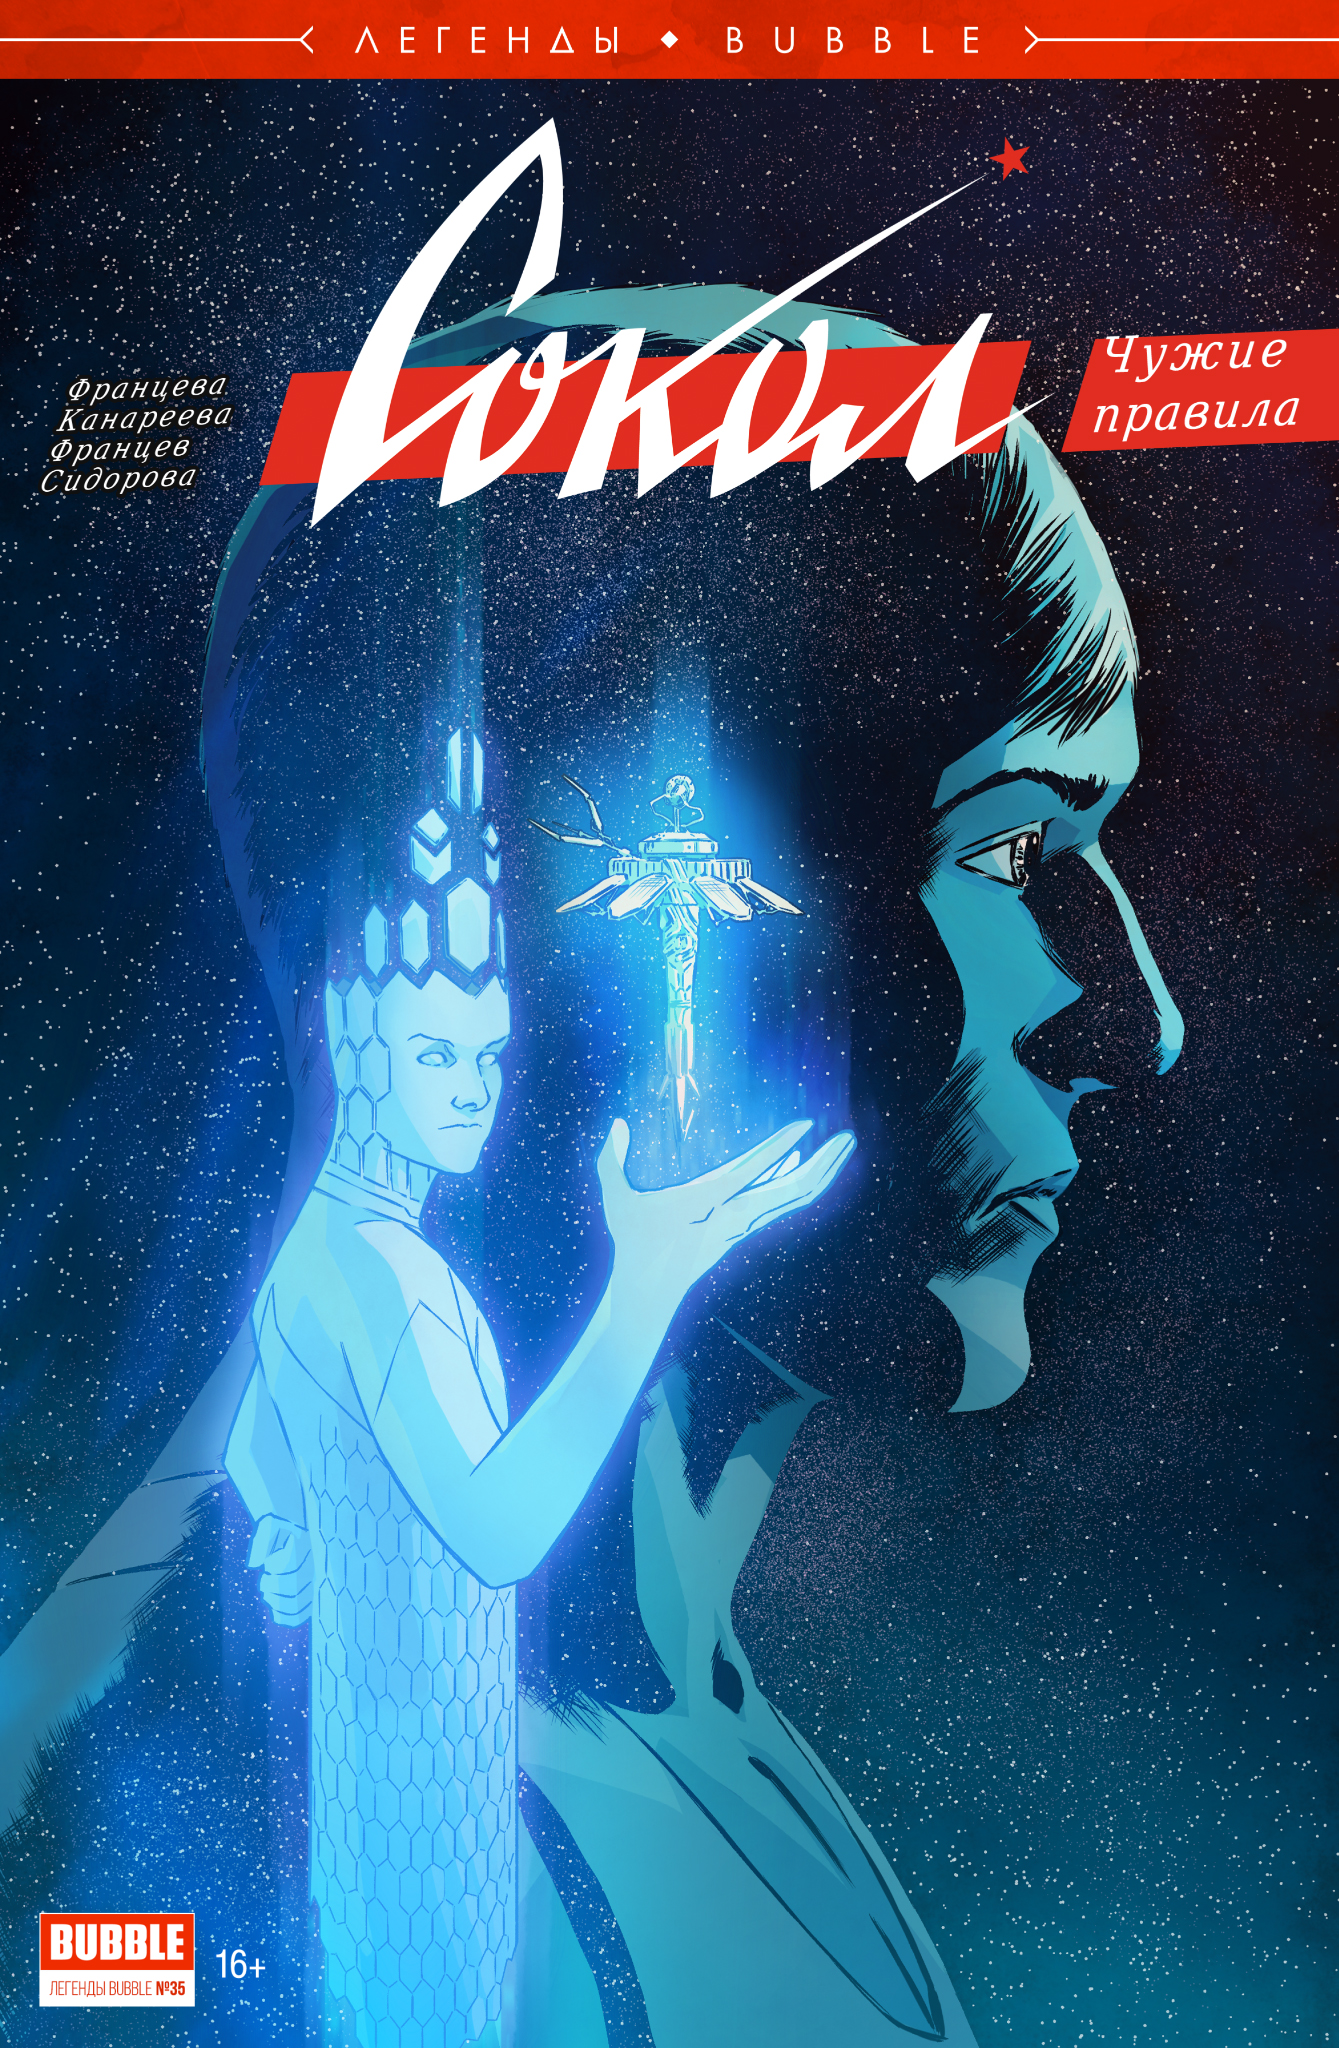 ЛЕГЕНДЫ ◆ BUBBLE
Сокол
Чужие
правила
Францева
Канареева
Францев
Сидорова
BUBBLE
ЛЕГЕНДЫ BUBBLE №35
16+